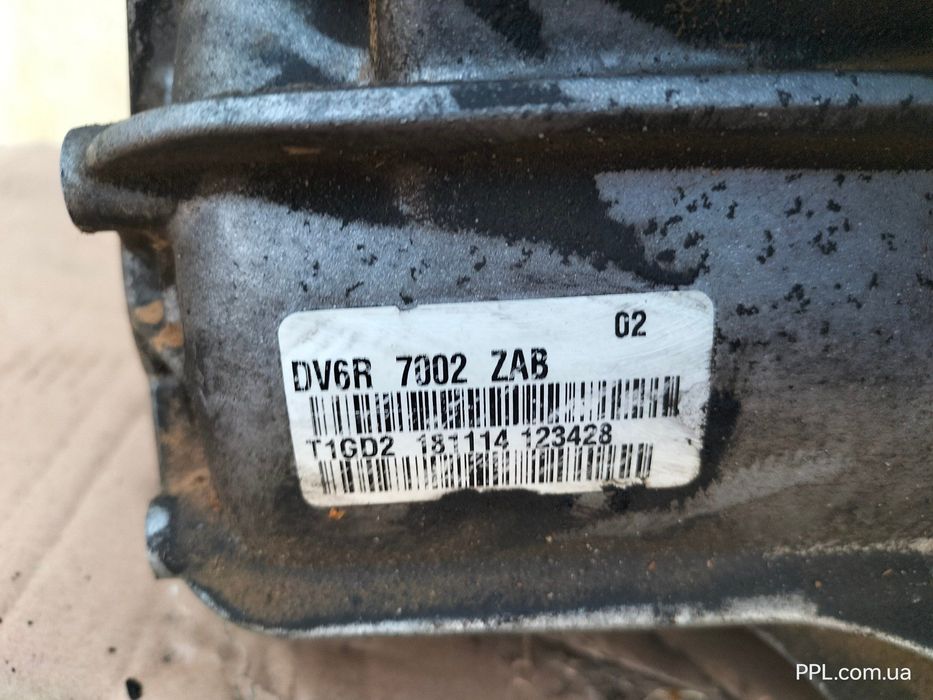 02
DV6R 7002 ZAB
T1GD2 181114 123428
PPL.com.ua